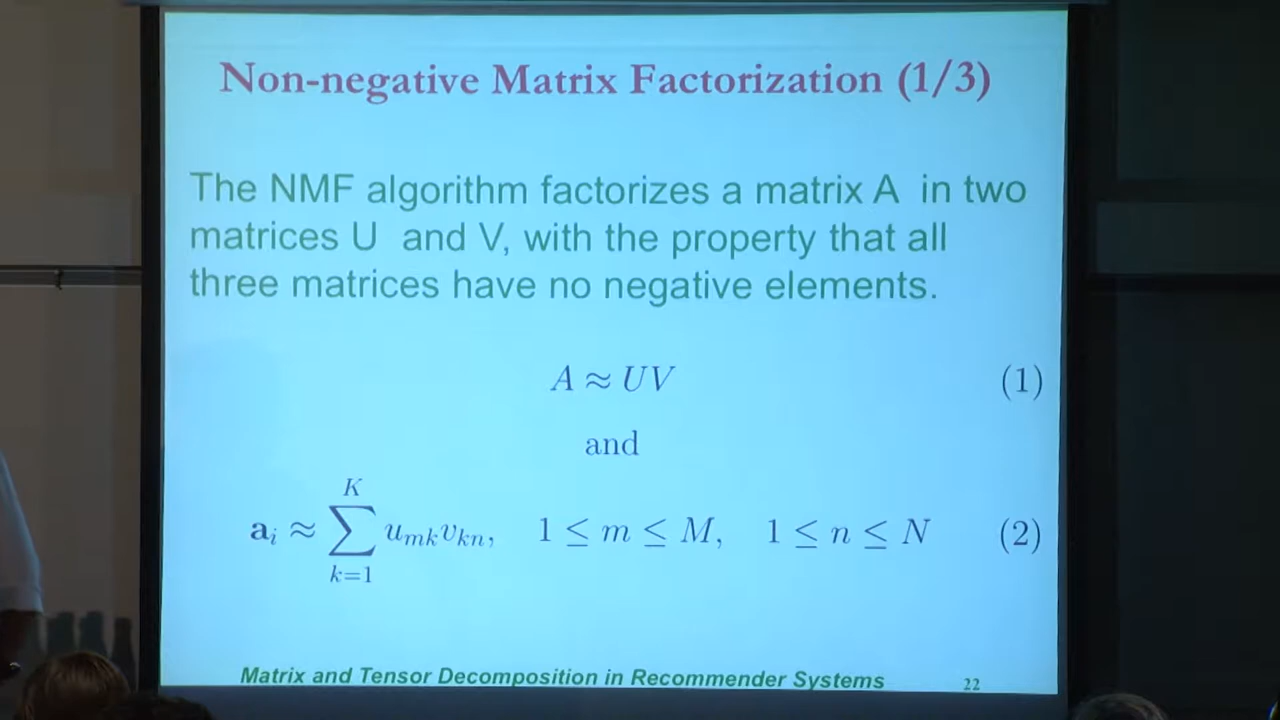 Non-negative Matrix Factorization (1/3)
The NMF algorithm factorizes a matrix A in two
matrices U and V, with the property that all
three matrices have no negative elements.
A ≈ UV (1)
and
aᵢ ≈ ∑_{k=1}^{K} u_{mk}v_{kn}, 1 ≤ m ≤ M, 1 ≤ n ≤ N (2)
Matrix and Tensor Decomposition in Recommender Systems 22